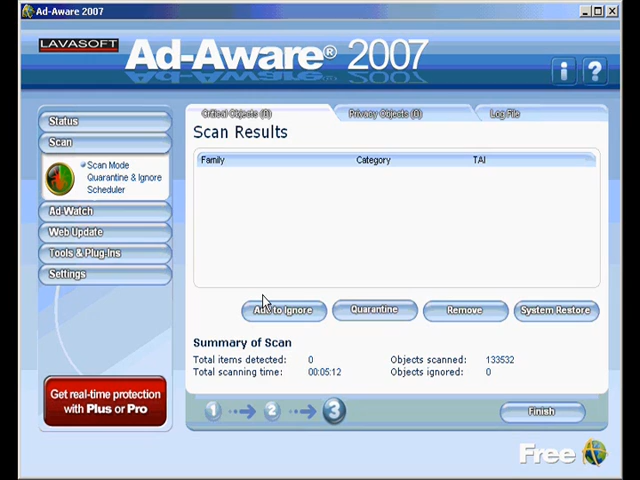 Ad-Aware 2007
LAVASOFT
Ad-Aware® 2007
i ?
Status
Scan
Scan Mode
Quarantine & Ignore
Scheduler
Ad-Watch
Web Update
Tools & Plug-Ins
Settings
Get real-time protection
with Plus or Pro
Critical Objects (0) Privacy Objects (0) Log File
Scan Results
Family Category TAI
Add to Ignore Quarantine Remove System Restore
Summary of Scan
Total items detected: 0 Objects scanned: 133532
Total scanning time: 00:05:12 Objects ignored: 0
1 2 3 Finish
Free